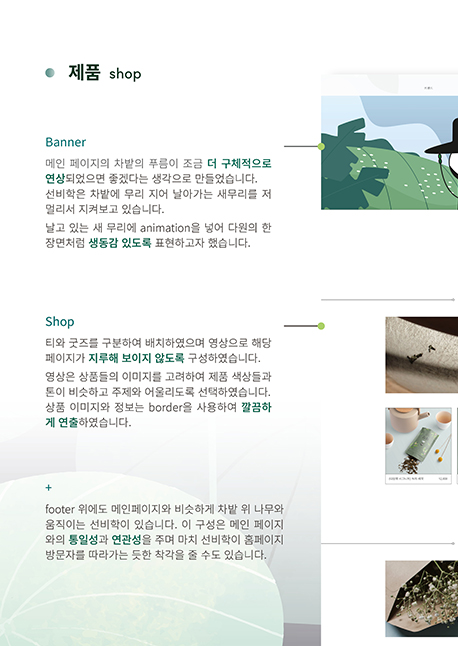 제품 shop
Banner
메인 페이지의 차밭의 푸름이 조금 더 구체적으로
연상되었으면 좋겠다는 생각으로 만들었습니다.
선비학은 차밭에 무리 지어 날아가는 새무리를 저
멀리서 지켜보고 있습니다.
날고 있는 새 무리에 animation을 넣어 다원의 한
장면처럼 생동감 있도록 표현하고자 했습니다.
Shop
티와 굿즈를 구분하여 배치하였으며 영상으로 해당
페이지가 지루해 보이지 않도록 구성하였습니다.
영상은 상품들의 이미지를 고려하여 제품 색상들과
톤이 비슷하고 주제와 어울리도록 선택하였습니다.
상품 이미지와 정보는 border을 사용하여 깔끔하
게 연출하였습니다.
+
footer 위에도 메인페이지와 비슷하게 차밭 위 나무와
움직이는 선비학이 있습니다. 이 구성은 메인 페이지
와의 통일성과 연관성을 주며 마치 선비학이 홈페이지
방문자를 따라가는 듯한 착각을 줄 수도 있습니다.